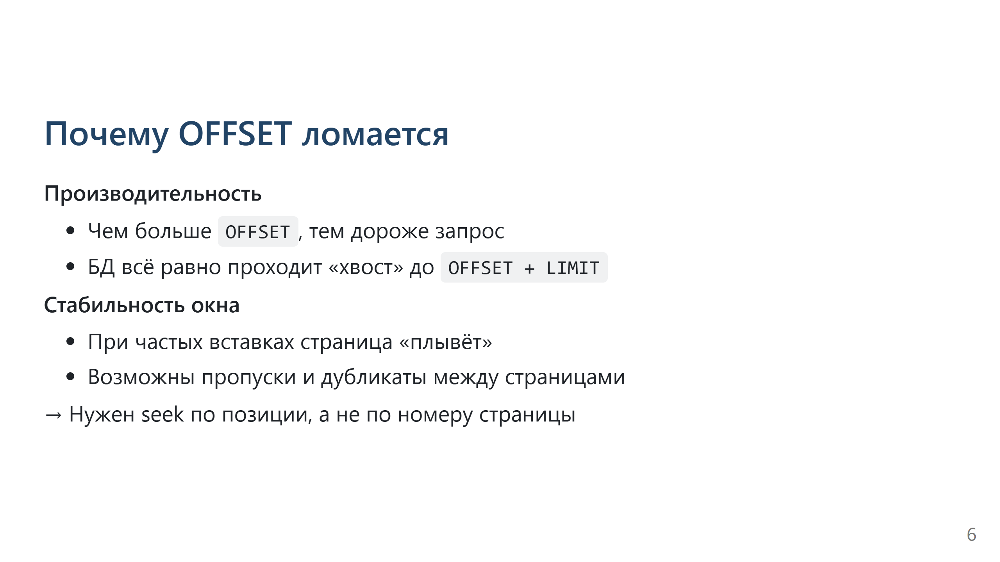 Почему OFFSET ломается
Производительность
• Чем больше OFFSET, тем дороже запрос
• БД всё равно проходит «хвост» до OFFSET + LIMIT
Стабильность окна
• При частых вставках страница «плывёт»
• Возможны пропуски и дубликаты между страницами
→ Нужен seek по позиции, а не по номеру страницы
6